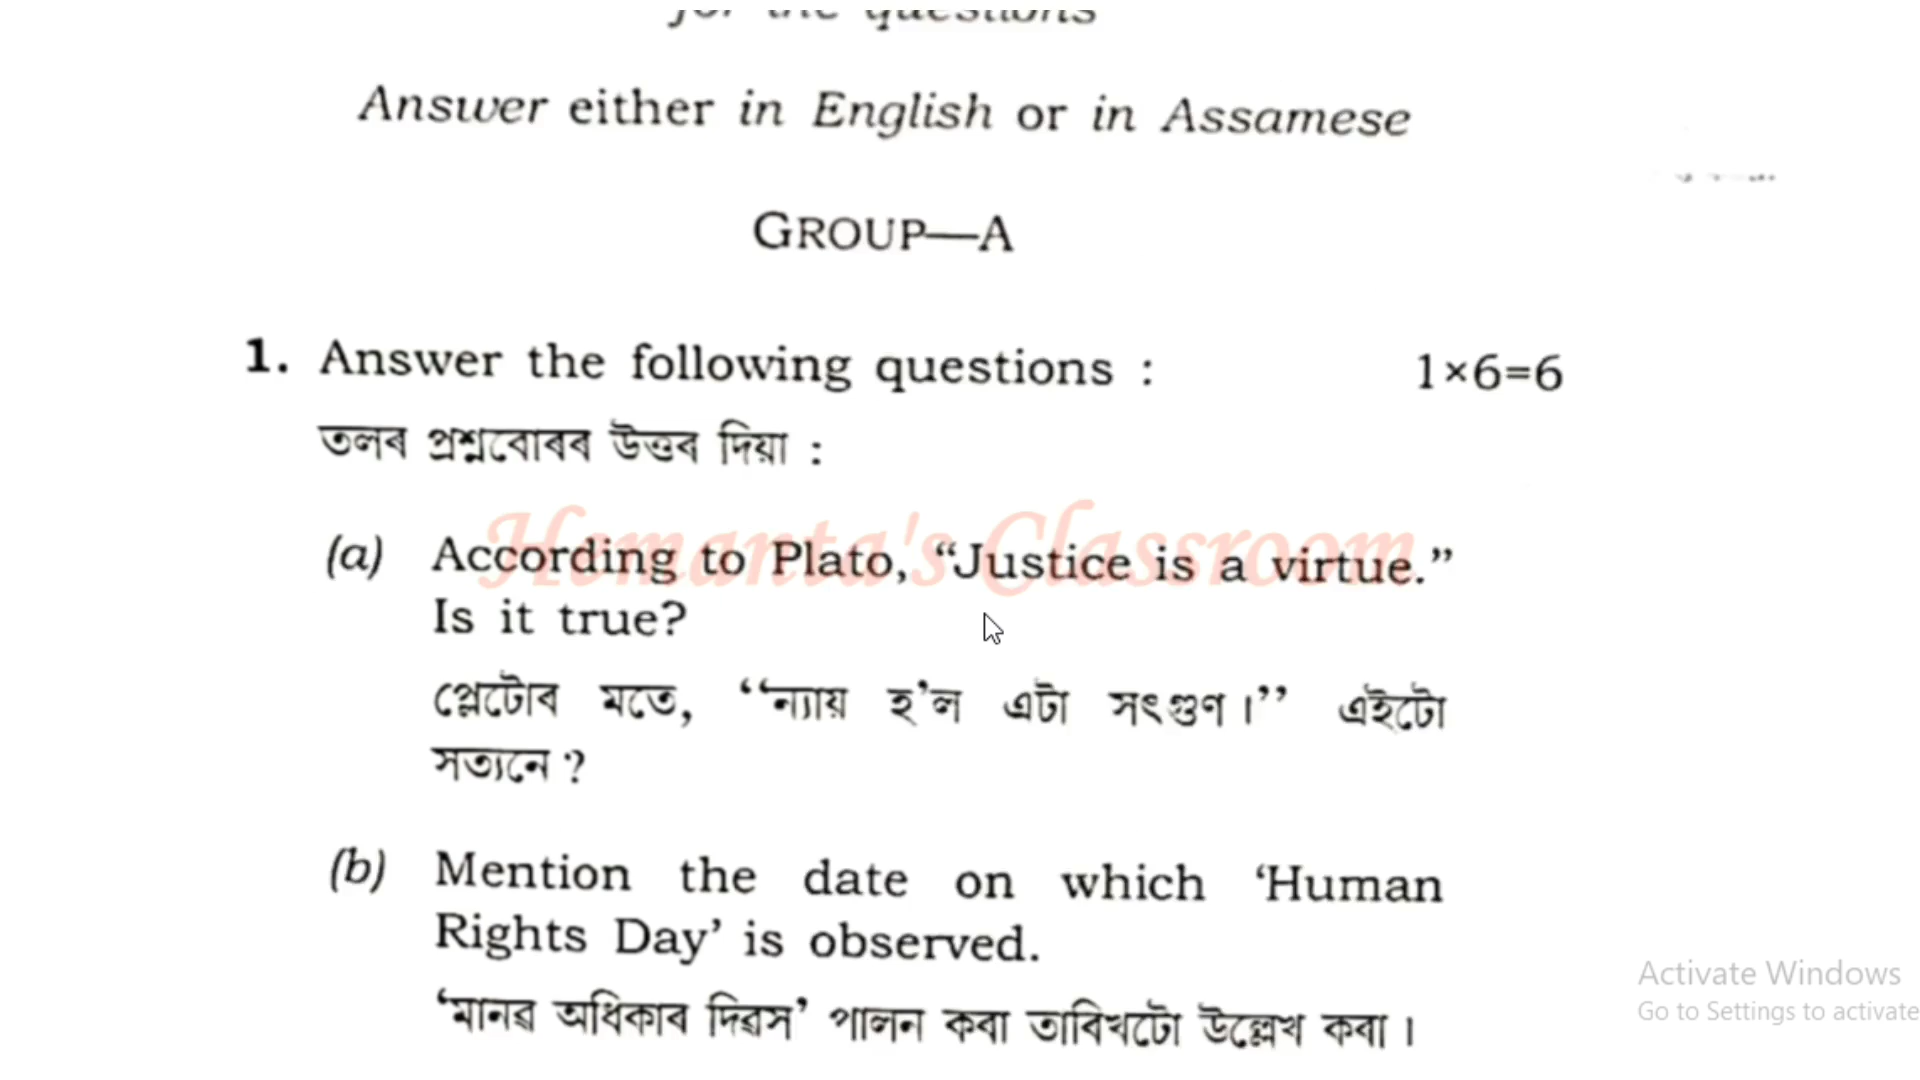 for the questions
Answer either in English or in Assamese
GROUP—A
1. Answer the following questions : 1×6=6
তলৰ প্ৰশ্নবোৰৰ উত্তৰ দিয়া :
Hemanta's Classroom
(a) According to Plato, “Justice is a virtue.”
Is it true?
প্লেটোৰ মতে, ‘‘ন্যায় হ’ল এটা সৎগুণ।’’ এইটো
সত্যনে ?
(b) Mention the date on which ‘Human
Rights Day’ is observed.
‘মানৱ অধিকাৰ দিৱস’ পালন কৰা তাৰিখটো উল্লেখ কৰা ।
Activate Windows
Go to Settings to activate